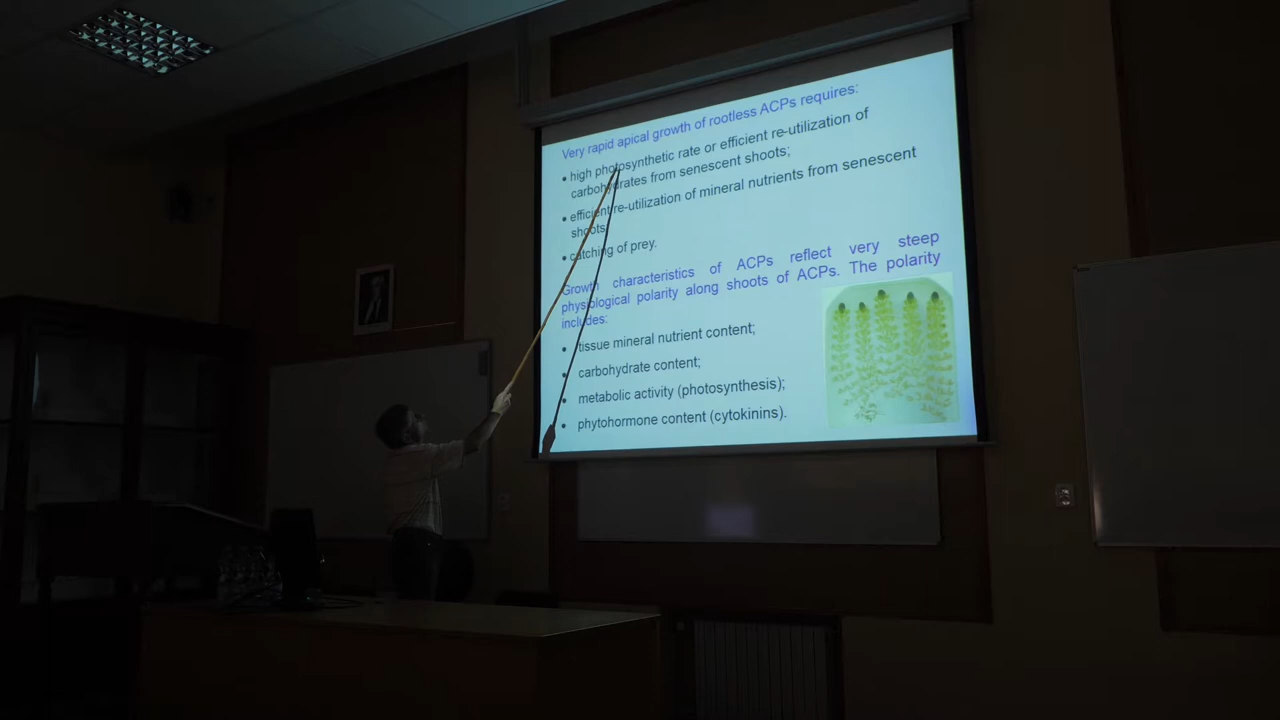 Very rapid apical growth of rootless ACPs requires:
• high photosynthetic rate or efficient re-utilization of
carbohydrates from senescent shoots;
• efficient re-utilization of mineral nutrients from senescent
shoots;
• catching of prey.
Growth characteristics of ACPs reflect very steep
physiological polarity along shoots of ACPs. The polarity
includes:
• tissue mineral nutrient content;
• carbohydrate content;
• metabolic activity (photosynthesis);
• phytohormone content (cytokinins).